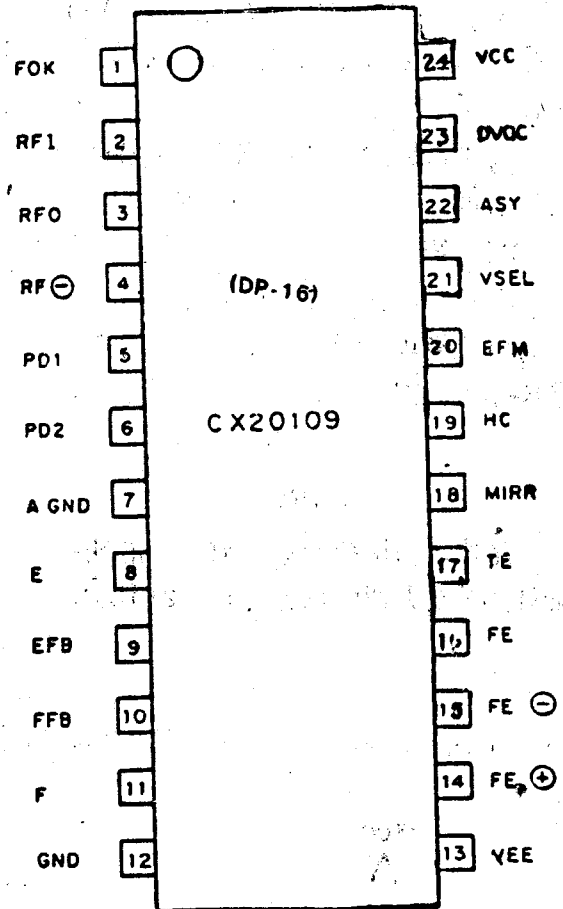 FOK 1 24 VCC
RF1 2 23 DVOC
RFO 3 22 ASY
RF⊖ 4 (DP-16) 21 VSEL
PD1 5 20 EFM
PD2 6 CX20109 19 HC
A GND 7 18 MIRR
E 8 17 TE
EFB 9 16 FE
FFB 10 15 FE ⊖
F 11 14 FE ⊕
GND 12 13 VEE